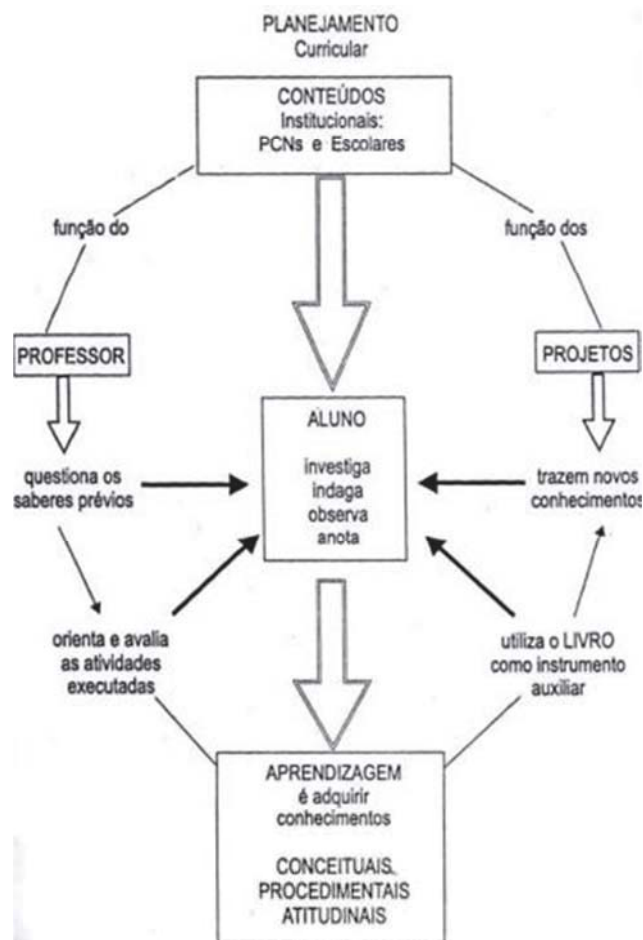 PLANEJAMENTO
Curricular
CONTEÚDOS
Institucionais:
PCNs e Escolares
função do
função dos
PROFESSOR
PROJETOS
ALUNO
investiga
indaga
observa
anota
questiona os
saberes prévios
trazem novos
conhecimentos
orienta e avalia
as atividades
executadas
utiliza o LIVRO
como instrumento
auxiliar
APRENDIZAGEM
é adquirir
conhecimentos
CONCEITUAIS,
PROCEDIMENTAIS
ATITUDINAIS